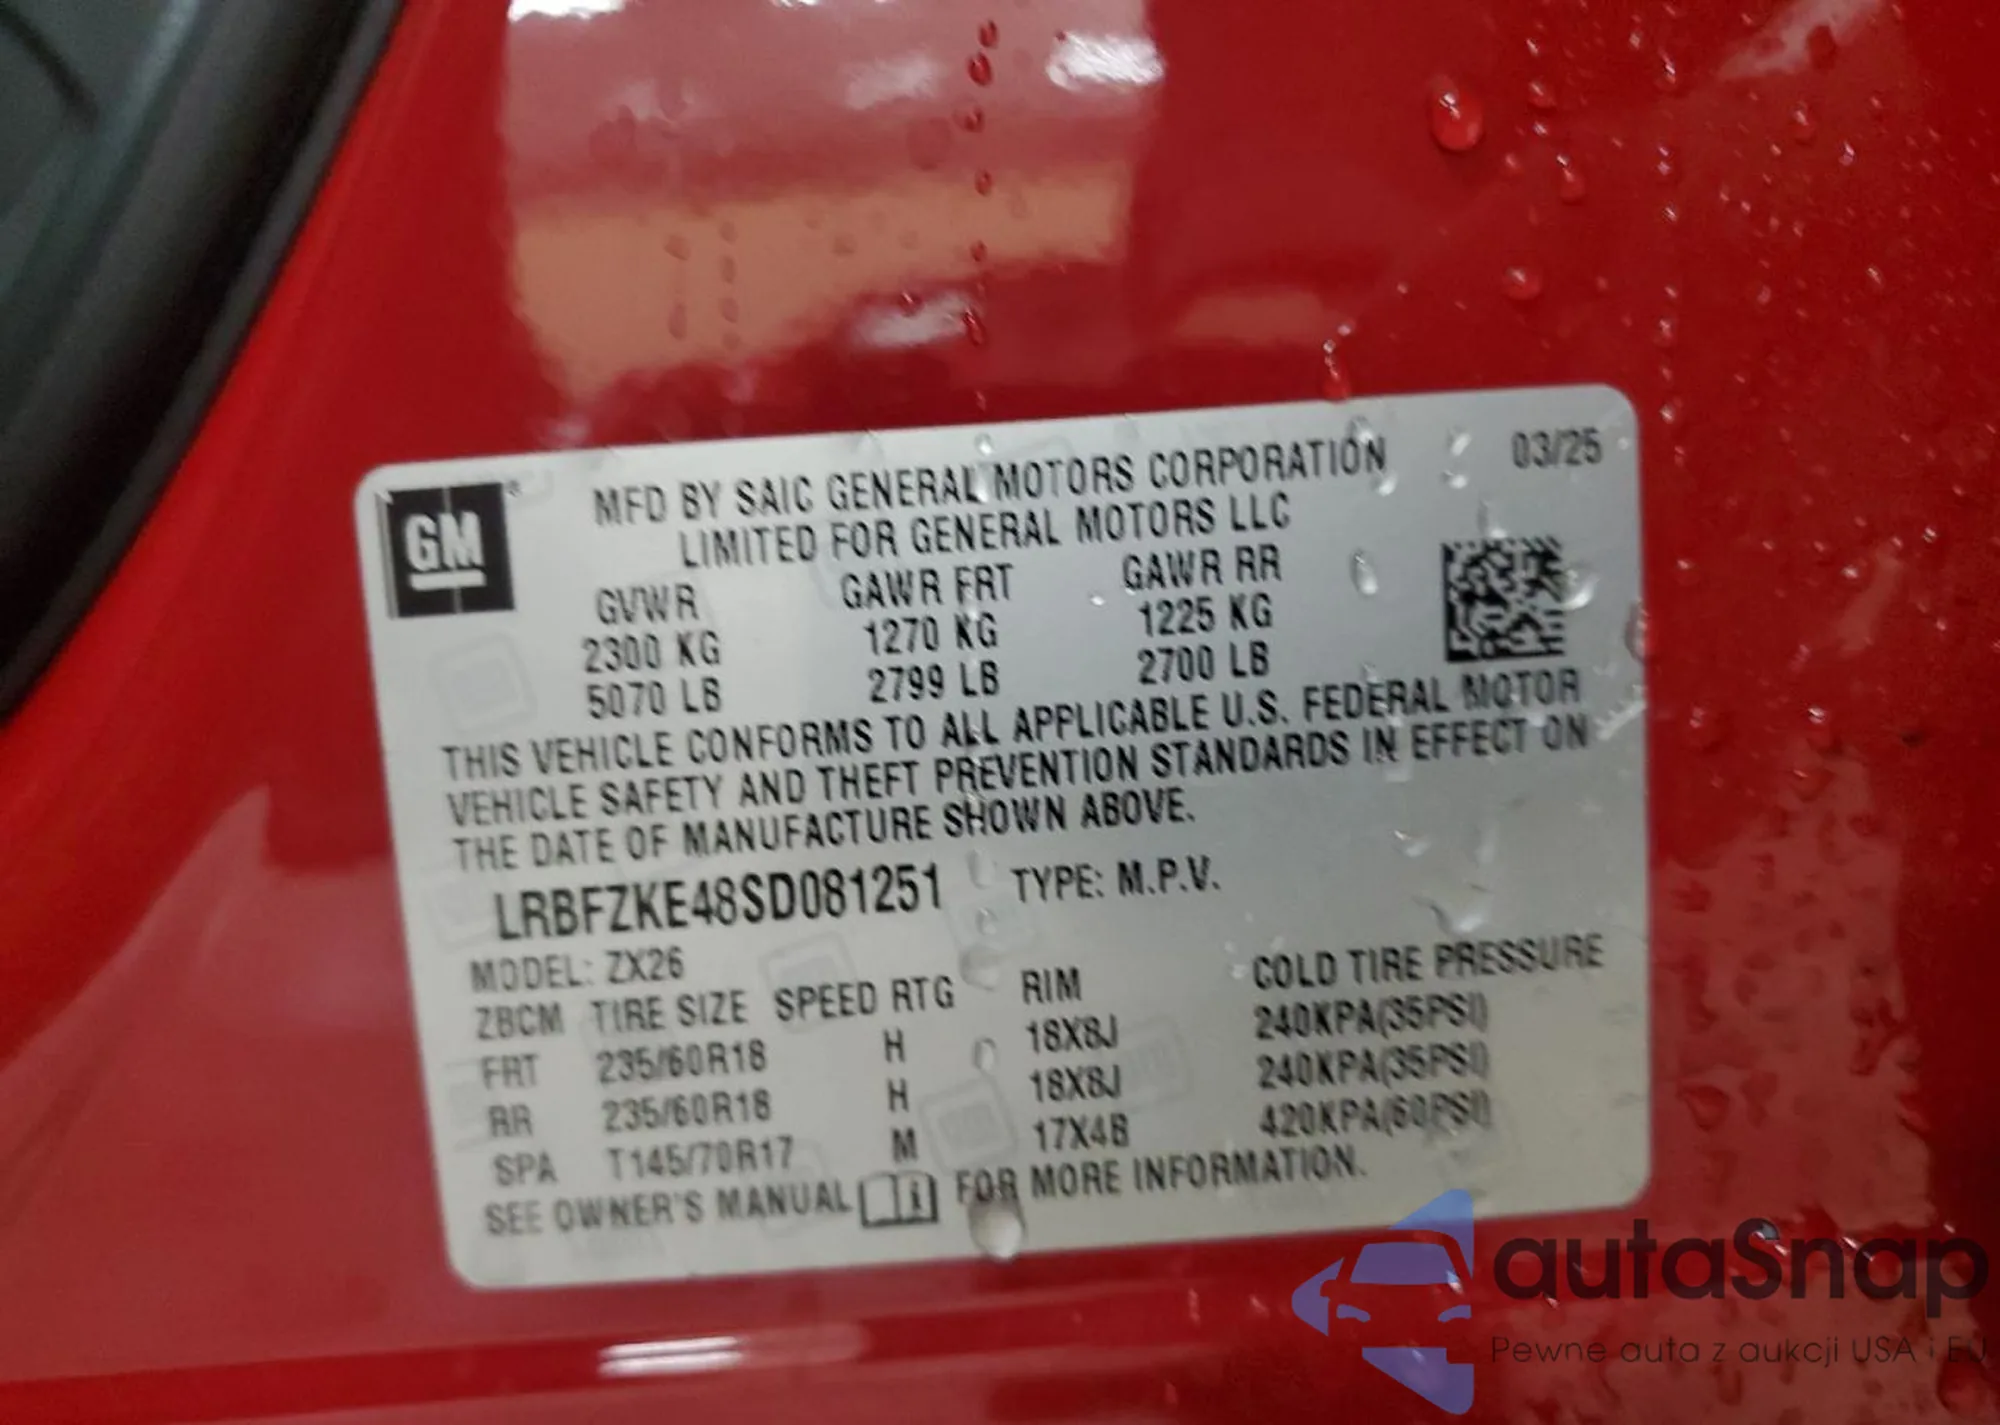 GM
MFD BY SAIC GENERAL MOTORS CORPORATION 03/25
LIMITED FOR GENERAL MOTORS LLC
GVWR GAWR FRT GAWR RR
2300 KG 1270 KG 1225 KG
5070 LB 2799 LB 2700 LB
THIS VEHICLE CONFORMS TO ALL APPLICABLE U.S. FEDERAL MOTOR
VEHICLE SAFETY AND THEFT PREVENTION STANDARDS IN EFFECT ON
THE DATE OF MANUFACTURE SHOWN ABOVE.
LRBFZKE48SD081251 TYPE: M.P.V.
MODEL: ZX26
ZBCM TIRE SIZE SPEED RTG RIM COLD TIRE PRESSURE
FRT 235/60R18 H 18X8J 240KPA(35PSI)
RR 235/60R18 H 18X8J 240KPA(35PSI)
SPA T145/70R17 M 17X4B 420KPA(60PSI)
SEE OWNER'S MANUAL FOR MORE INFORMATION.
autaSnap
Pewne auta z aukcji USA i EU